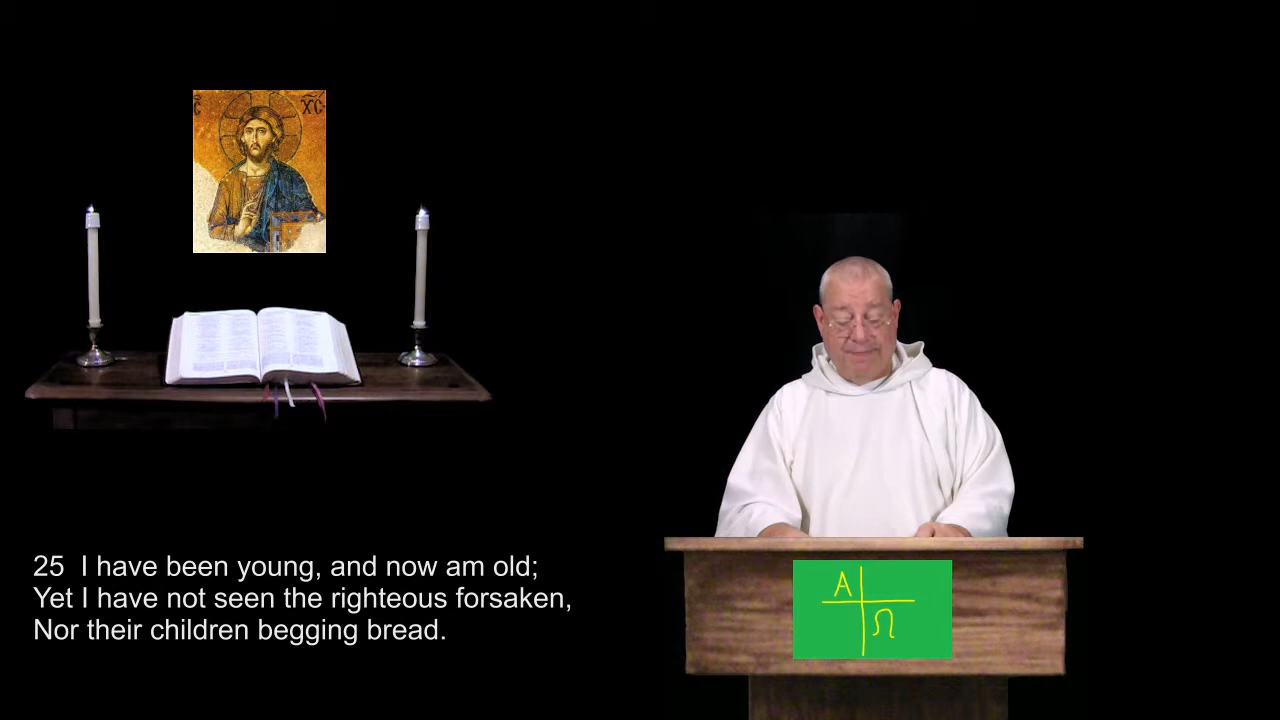 C XC
25 I have been young, and now am old;
Yet I have not seen the righteous forsaken,
Nor their children begging bread.
A
Ω